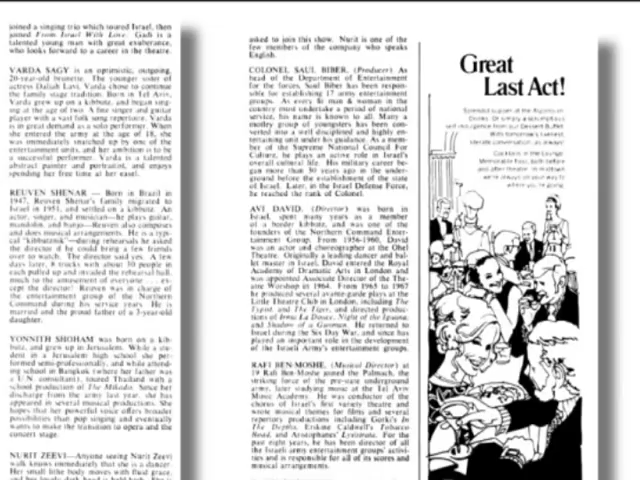 joined a singing trio which toured Israel, then
joined From Israel With Love. Gadi is a
talented young man with great exuberance,
who looks forward to a career in the theatre.
VARDA SAGY is an optimistic, outgoing,
20-year-old brunette. The younger sister of
actress Daliah Lavi, Varda chose to continue
the family stage tradition. Born in Tel Aviv,
Varda grew up on a kibbutz, and began sing-
ing at the age of two. A fine singer and guitar
player with a vast folk song repertoire, Varda
is in great demand as a solo performer. When
she entered the army at the age of 18, she
was immediately snatched up by one of the
entertainment units, and her ambition is to be
a successful performer. Varda is a talented
abstract painter and portraitist, and enjoys
spending her free time at her easel.
REUVEN SHENAR — Born in Brazil in
1947, Reuven Shenar's family migrated to
Israel in 1951, and settled on a kibbutz. An
actor, singer, and musician—he plays guitar,
mandolin, and banjo—Reuven also composes
and does musical arrangements. He is a typi-
cal "kibbutznik"—during rehearsals he asked
the director if he could bring a few friends
over to watch. The director said yes. A few
days later, 6 trucks with about 30 people in
each pulled up and invaded the rehearsal hall,
much to the amusement of everyone . . . ex-
cept the director! Reuven was in charge of
the entertainment group of the Northern
Command during his service years. He is
married and the proud father of a 3-year-old
daughter.
YONNITH SHOHAM was born on a kib-
butz, and grew up in Jerusalem. While a stu-
dent in a Jerusalem high school she per-
formed semi-professionally, and while attend-
ing school in Bangkok (where her father was
a U.N. consultant), toured Thailand with a
school production of The Mikado. Since her
discharge from the army last year, she has
appeared in several musical productions. She
hopes that her powerful voice offers broader
possibilities than pop singing and eventually
wants to make the transition to opera and the
concert stage.
NURIT ZEEVI—Anyone seeing Nurit Zeevi
walk knows immediately that she is a dancer.
Her small lithe body moves with fluid grace,
asked to join this show. Nurit is one of the
few members of the company who speaks
English.
COLONEL SAUL BIBER, (Producer) As
head of the Department of Entertainment
for the forces, Saul Biber has been respon-
sible for establishing 17 army entertainment
groups. As every man & woman in the
country must undertake a period of national
service, his name is known to all. Many a
motley group of youngsters has been con-
verted into a well disciplined and highly en-
tertaining unit under his guidance. As a mem-
ber of the Supreme National Council For
Culture, he plays an active role in Israel's
overall cultural life. His military career be-
gan more than 30 years ago in the under-
ground before the establishment of the state
of Israel. Later, in the Israel Defense Force,
he reached the rank of Colonel.
AVI DAVID, (Director) was born in
Israel, spent many years as a member
of a border kibbutz, and was one of the
founders of the Northern Command Enter-
tainment Group. From 1956-1960, David
was an actor and choreographer at the Ohel
Theatre. Originally a leading dancer and bal-
let master in Israel, David entered the Royal
Academy of Dramatic Arts in London and
was appointed Associate Director of The The-
atre Workshop in 1964. From 1965 to 1967
he produced several avante-garde plays at the
Little Theatre Club in London, including The
Typist, and The Tiger, and directed produc-
tions of Irma La Douce, Night of the Iguana,
and Shadow of a Gunman. He returned to
Israel during the Six Day War, and since has
played an important role in the development
of the Israeli Army's entertainment groups.
RAFI BEN-MOSHE, (Musical Director) at
19 Rafi Ben-Moshe joined the Palmach, the
striking force of the pre-state underground
army, later studying music at the Tel Aviv
Music Academy. He was conductor of the
chorus of Israel's first variety theatre and
wrote musical themes for films and several
repertory productions including Gorki's In
The Depths, Erskine Caldwell's Tobacco
Road, and Aristophanes' Lysistrata. For the
past eight years, he has been director of all
the Israeli army entertainment groups' activi-
ties and is responsible for all of its scores and
musical arrangements.
Great
Last Act!